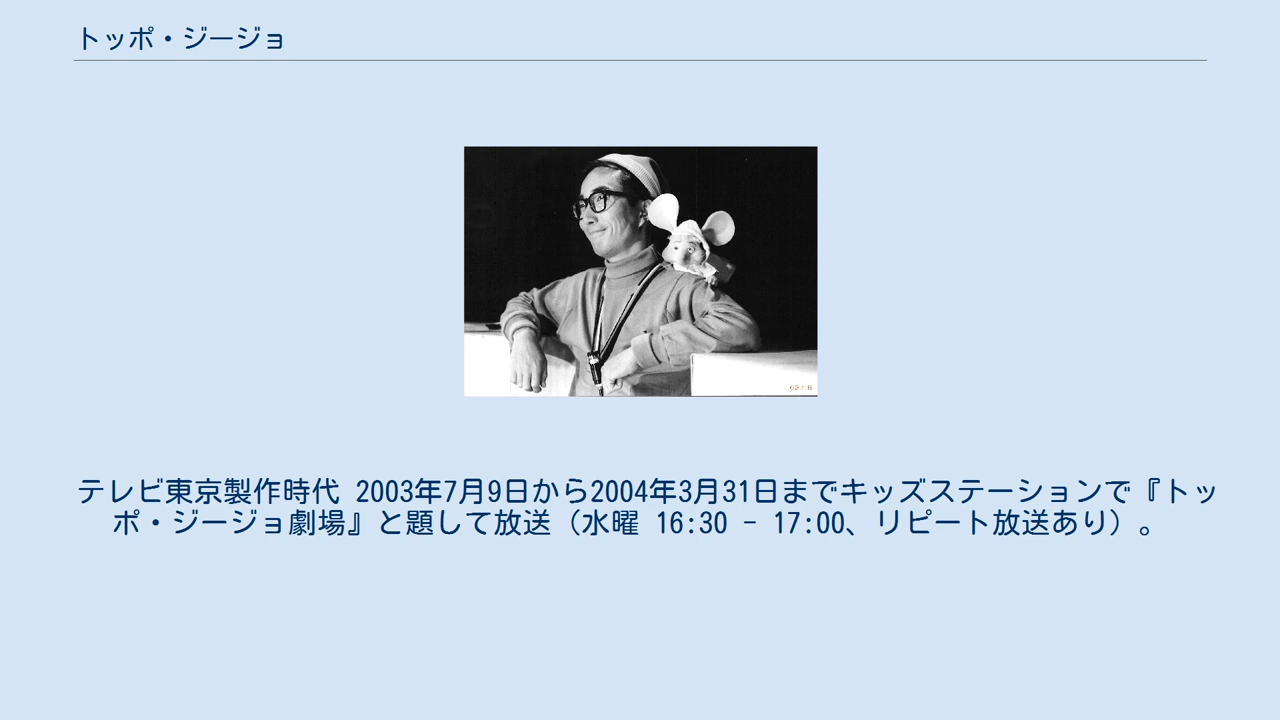 トッポ・ジージョ
テレビ東京製作時代 2003年7月9日から2004年3月31日までキッズステーションで『トッ
ポ・ジージョ劇場』と題して放送（水曜 16:30 - 17:00、リピート放送あり）。